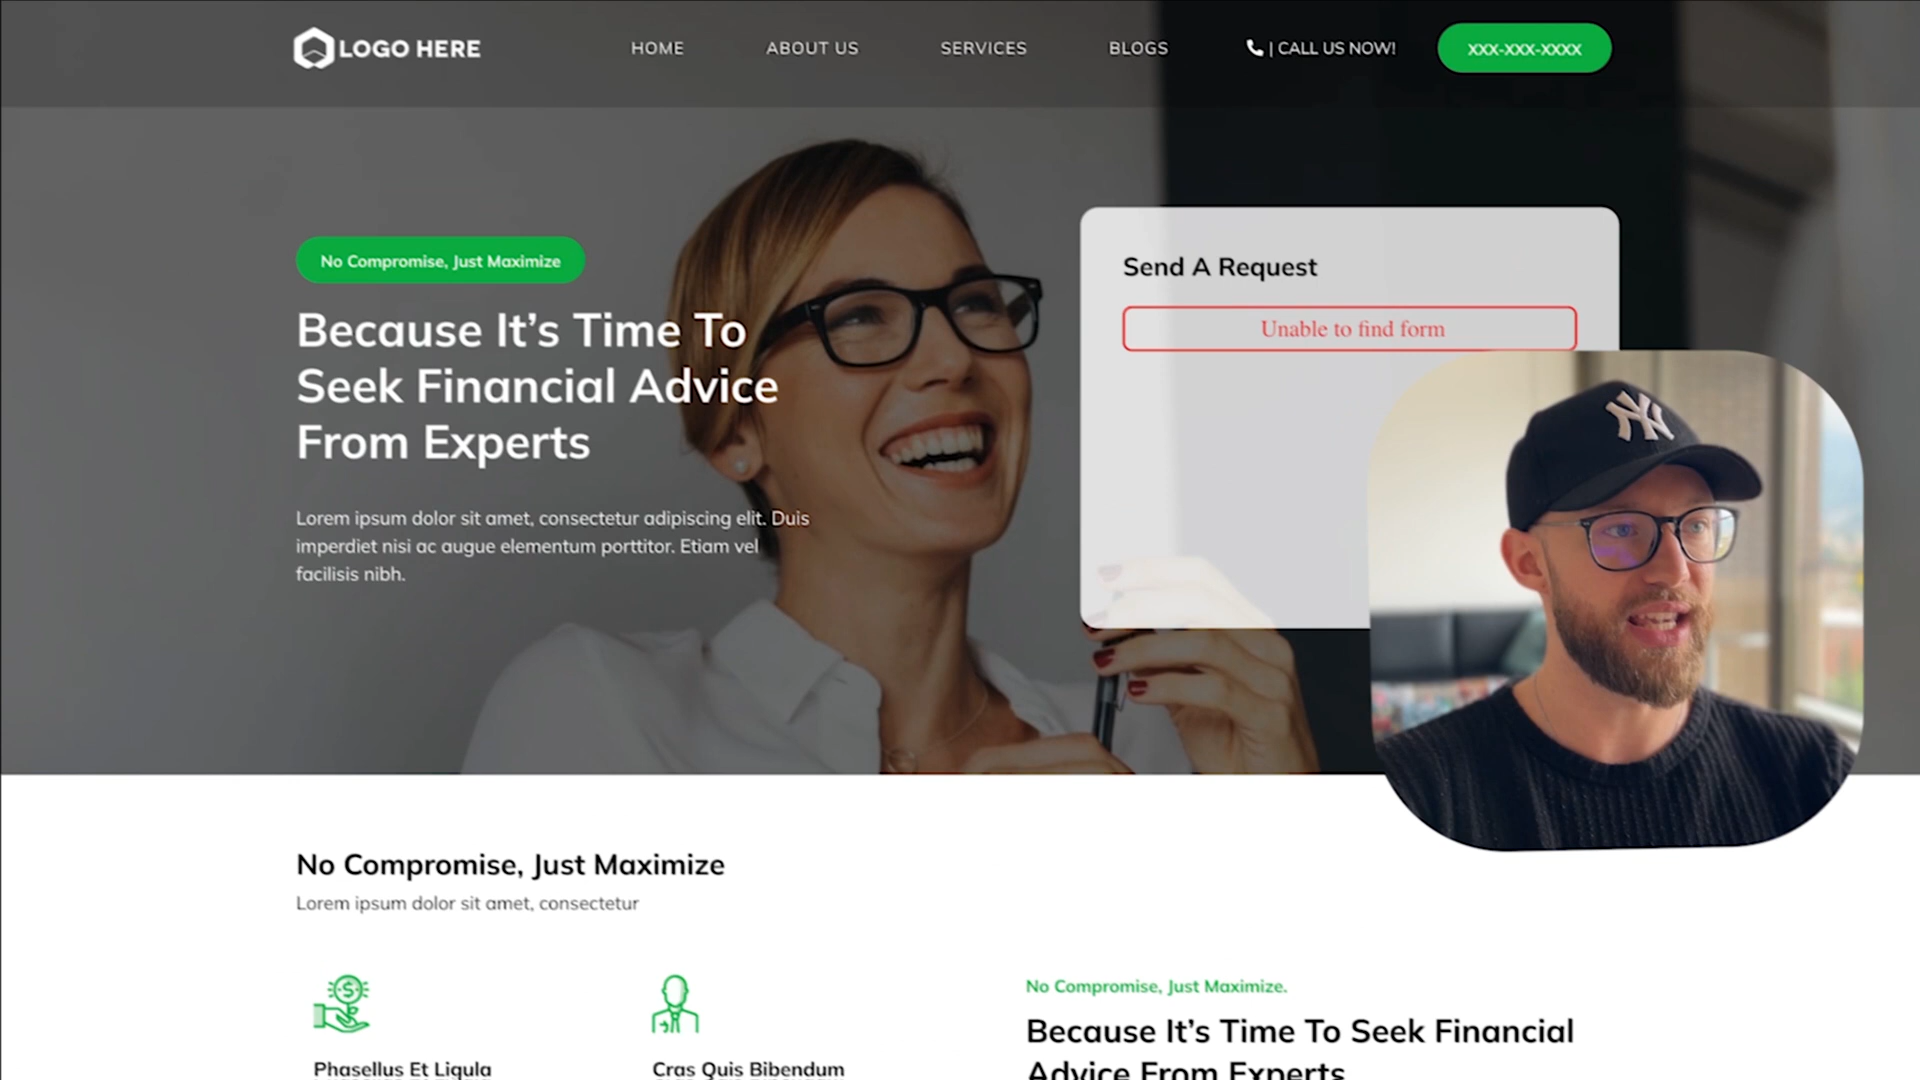 LOGO HERE
HOME
ABOUT US
SERVICES
BLOGS
| CALL US NOW!
XXX-XXX-XXXX
No Compromise, Just Maximize
Because It’s Time To
Seek Financial Advice
From Experts
Lorem ipsum dolor sit amet, consectetur adipiscing elit. Duis
imperdiet nisi ac augue elementum porttitor. Etiam vel
facilisis nibh.
Send A Request
Unable to find form
NY
No Compromise, Just Maximize
Lorem ipsum dolor sit amet, consectetur
Phasellus Et Ligula
Cras Quis Bibendum
No Compromise, Just Maximize.
Because It’s Time To Seek Financial
Advice From Experts